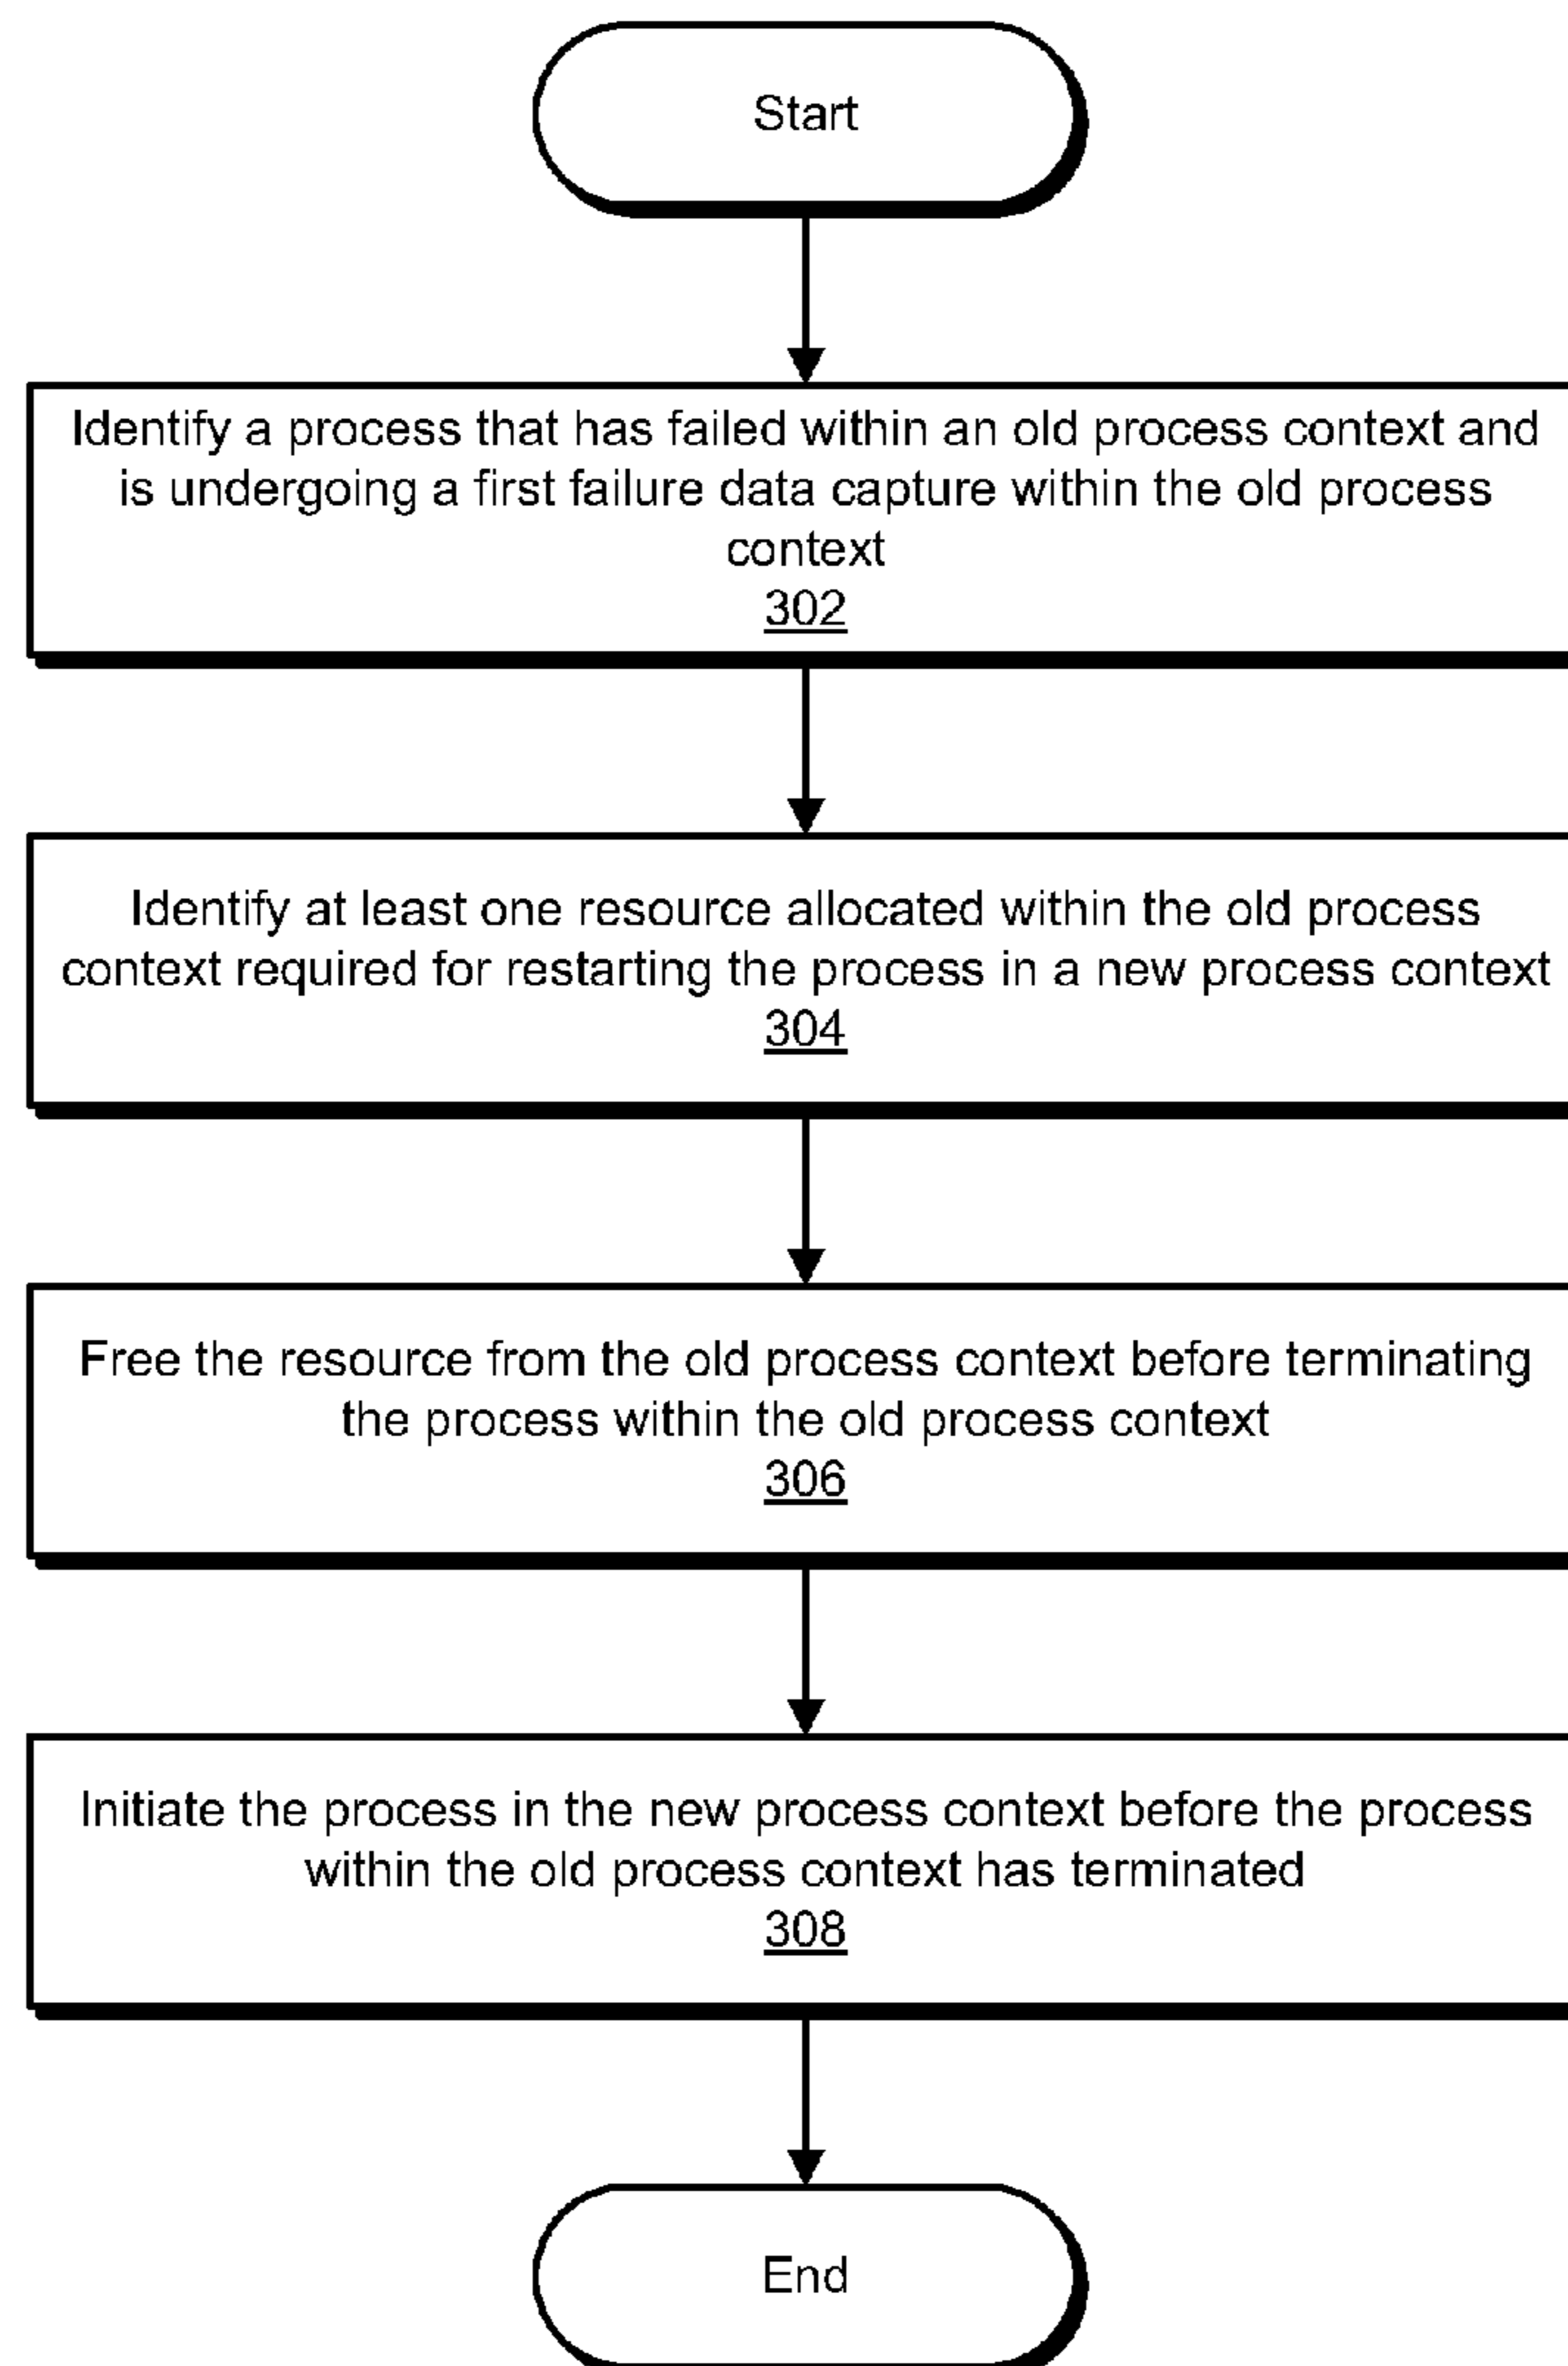 Start
Identify a process that has failed within an old process context and
is undergoing a first failure data capture within the old process
context
302
Identify at least one resource allocated within the old process
context required for restarting the process in a new process context
304
Free the resource from the old process context before terminating
the process within the old process context
306
Initiate the process in the new process context before the process
within the old process context has terminated
308
End